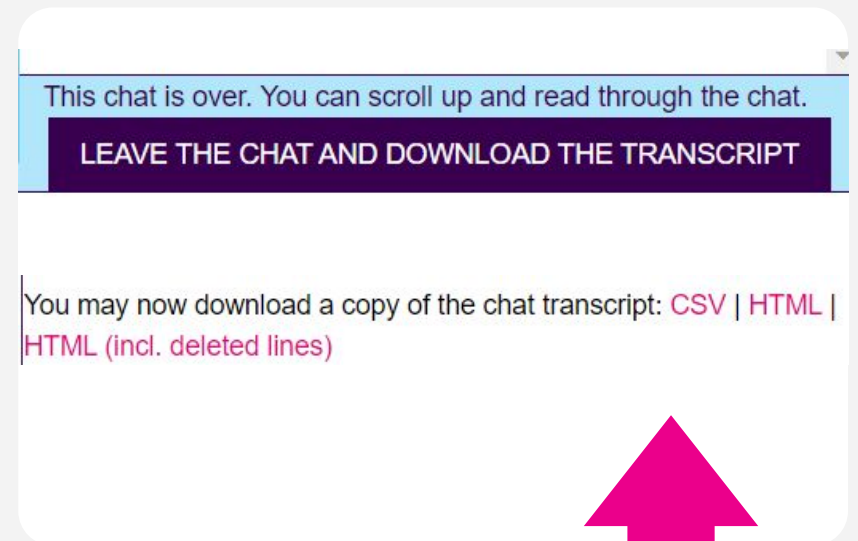 This chat is over. You can scroll up and read through the chat.
LEAVE THE CHAT AND DOWNLOAD THE TRANSCRIPT
You may now download a copy of the chat transcript: CSV | HTML |
HTML (incl. deleted lines)